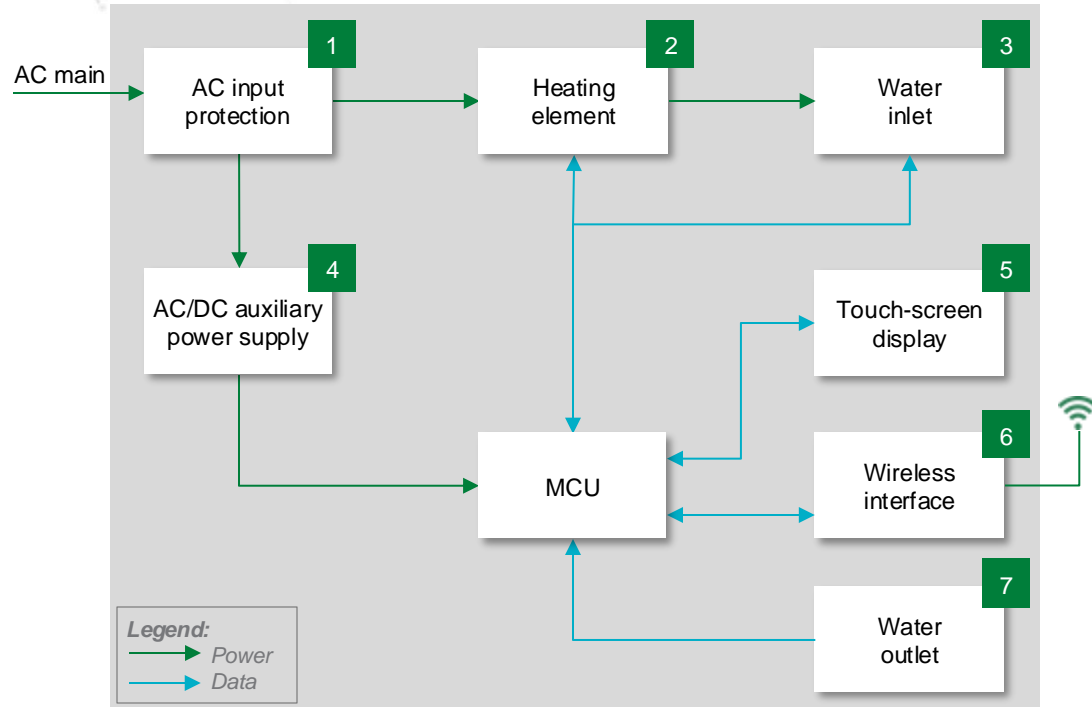 AC main
1
AC input
protection
2
Heating
element
3
Water
inlet
4
AC/DC auxiliary
power supply
5
Touch-screen
display
MCU
6
Wireless
interface
7
Water
outlet
Legend:
Power
Data